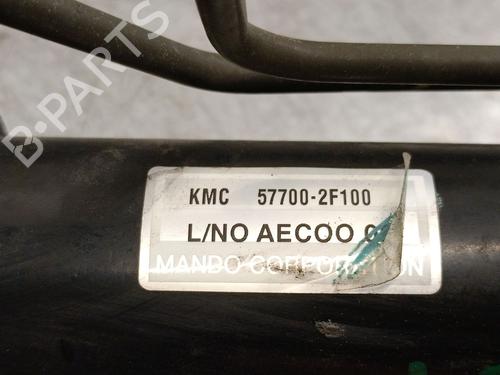 B-PARTS
KMC 57700-2F100
L/NO AECOO
MANDO CORPORATION